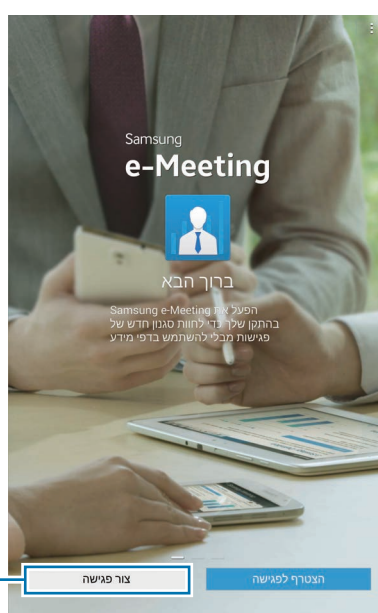 Samsung
e-Meeting
ברוך הבא
הפעל את Samsung e-Meeting
בהתקן שלך כדי לחוות סגנון חדש של
פגישות מבלי להשתמש בדפי מידע
הצטרף לפגישה
צור פגישה